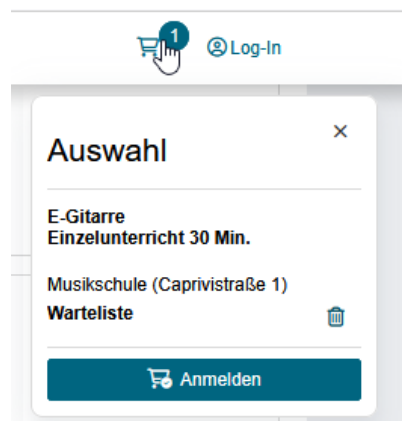 1
Log-In
Auswahl
E-Gitarre
Einzelunterricht 30 Min.
Musikschule (Caprivistraße 1)
Warteliste
Anmelden